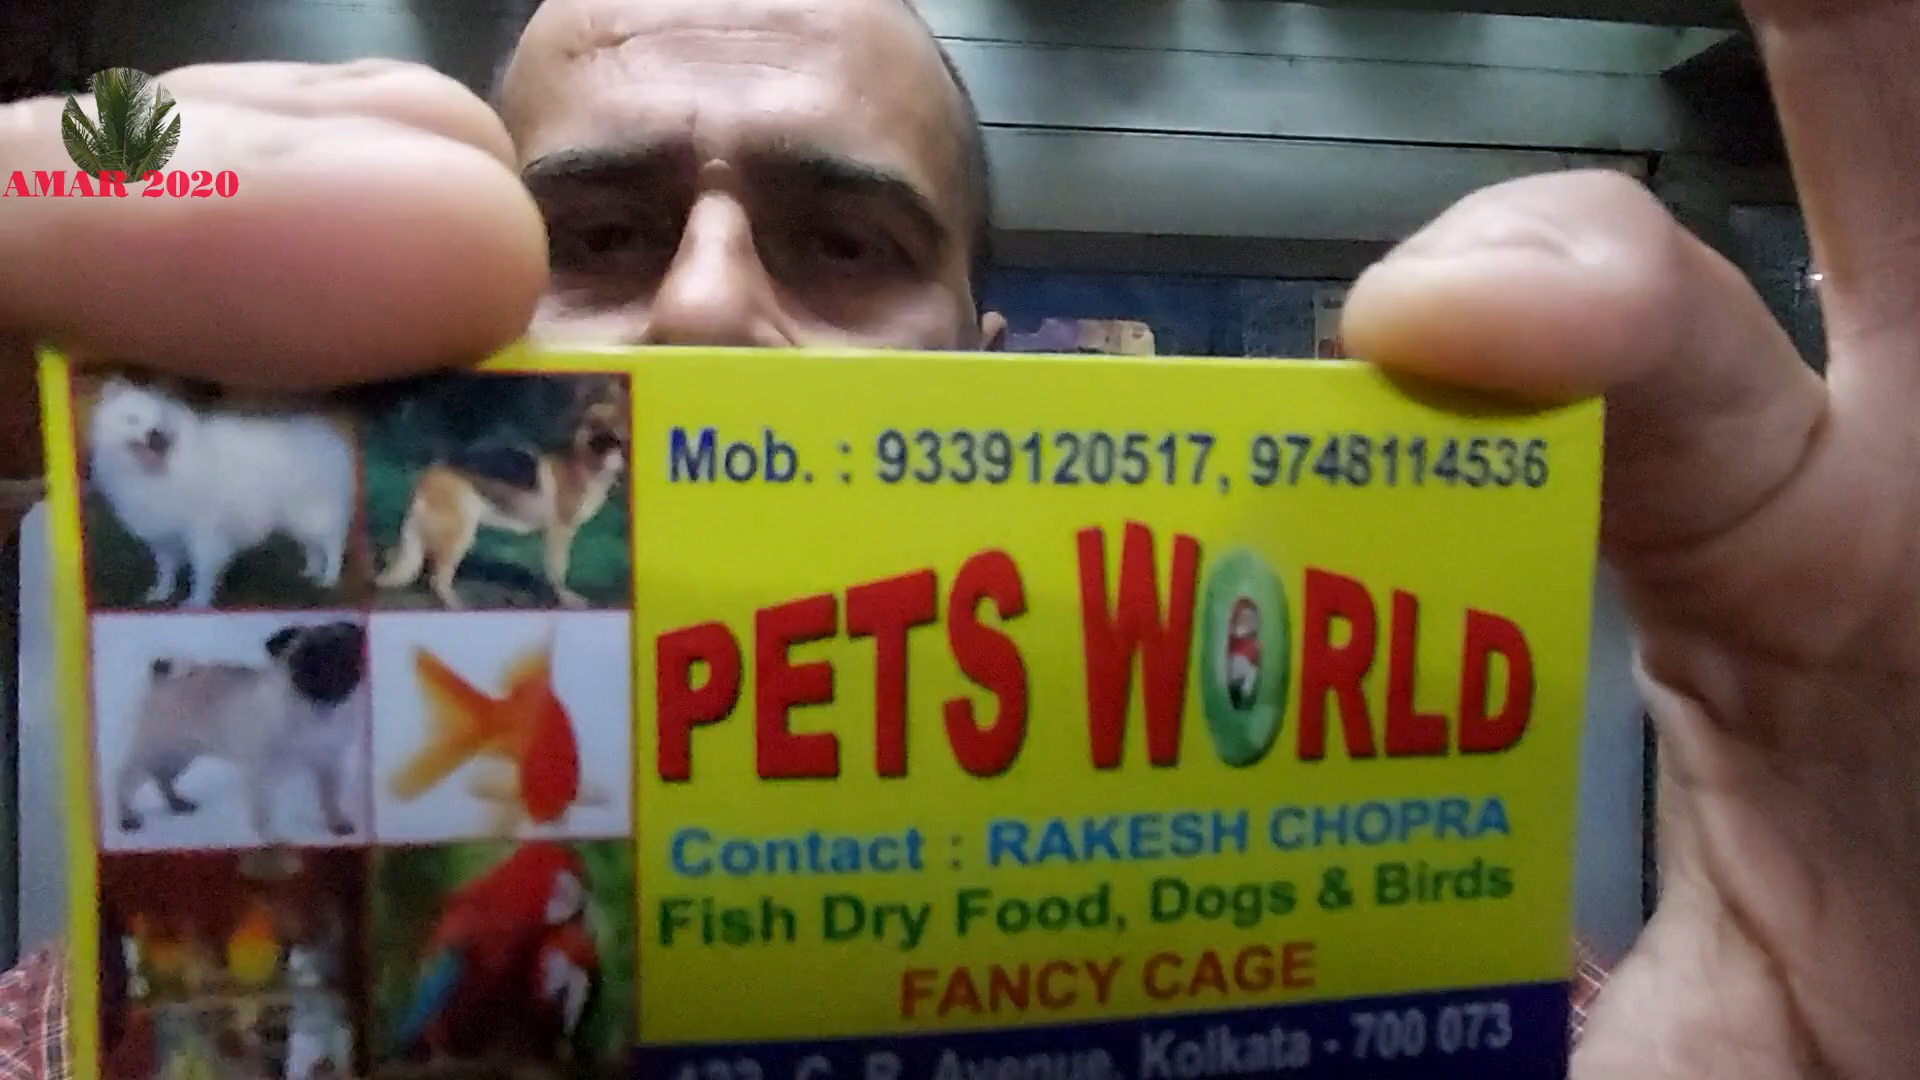 AMAR 2020
Mob. : 9339120517, 9748114536
PETS WORLD
Contact : RAKESH CHOPRA
Fish Dry Food, Dogs & Birds
FANCY CAGE
C. R. Avenue, Kolkata - 700 073